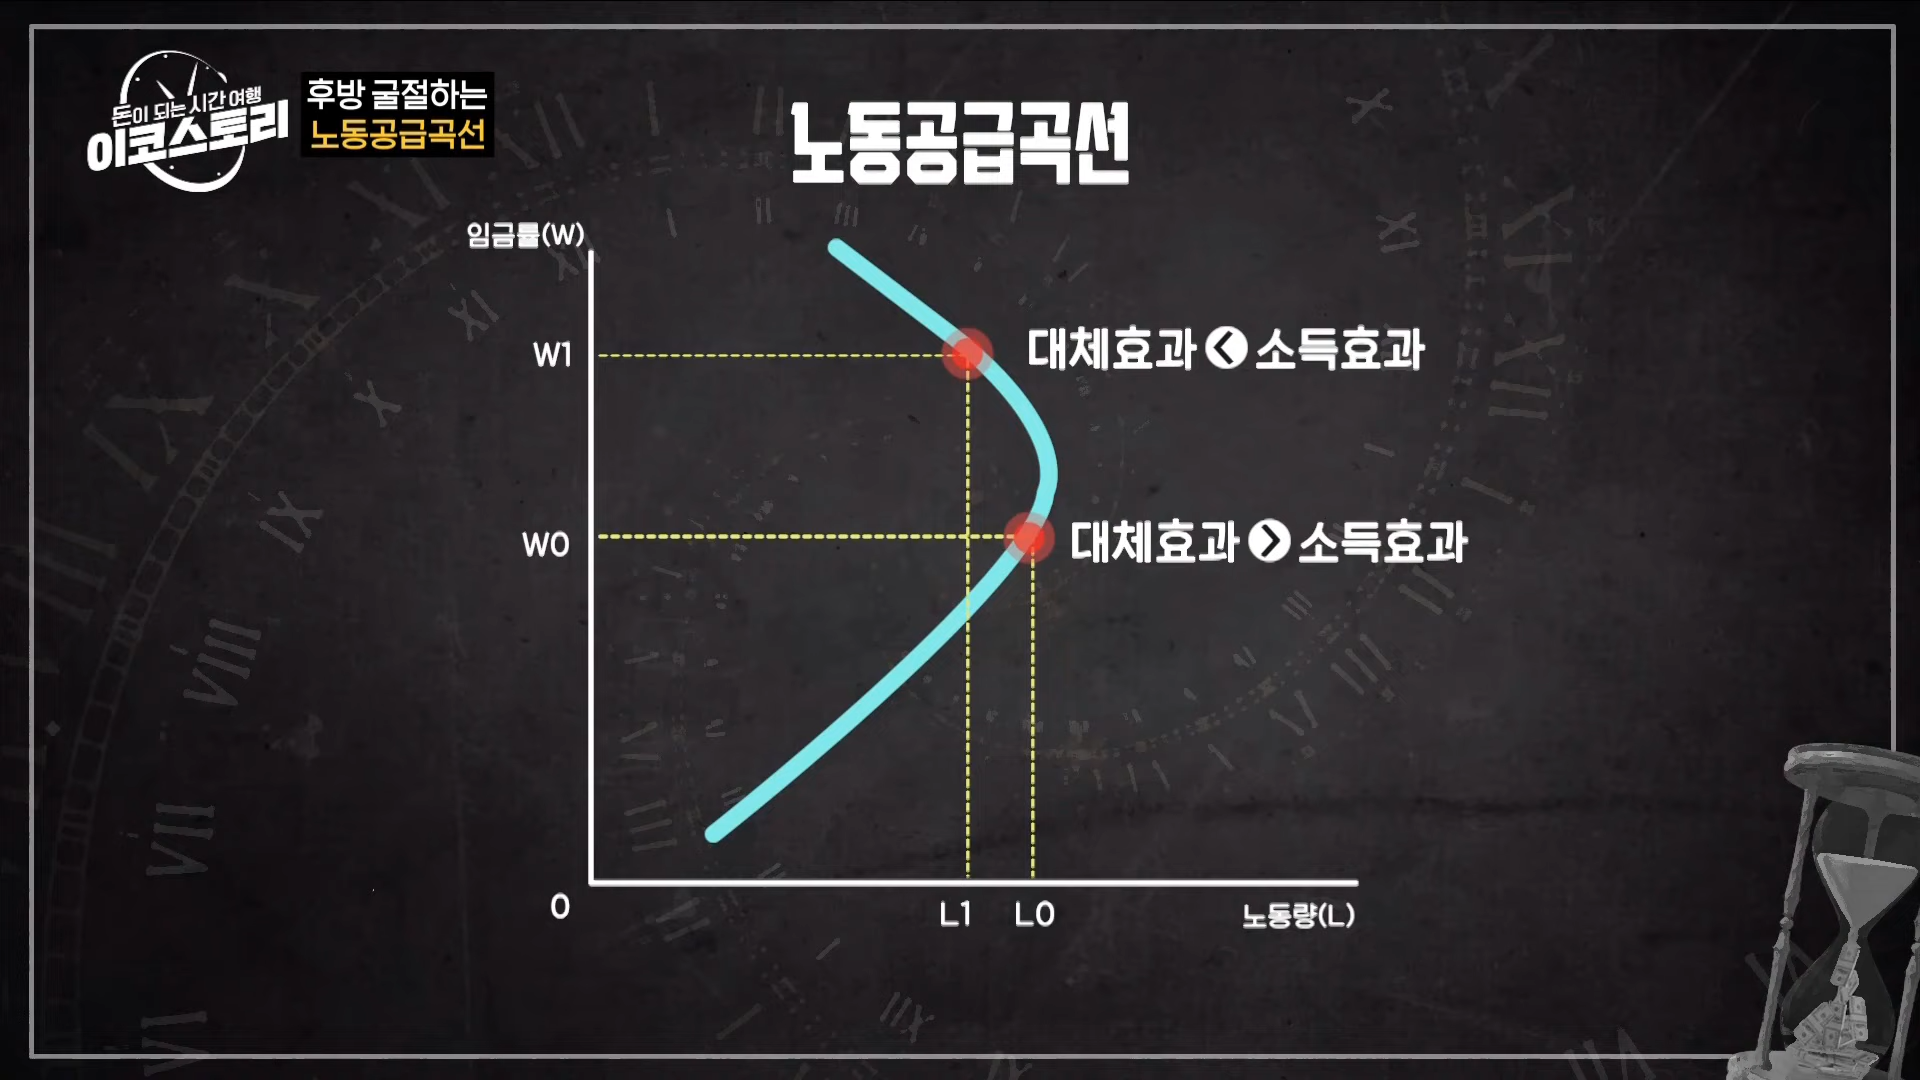 돈이 되는 시간 여행
이코스토리
후방 굴절하는
노동공급곡선
노동공급곡선
임금률(W)
W1
대체효과 < 소득효과
W0
대체효과 > 소득효과
0
L1
L0
노동량(L)